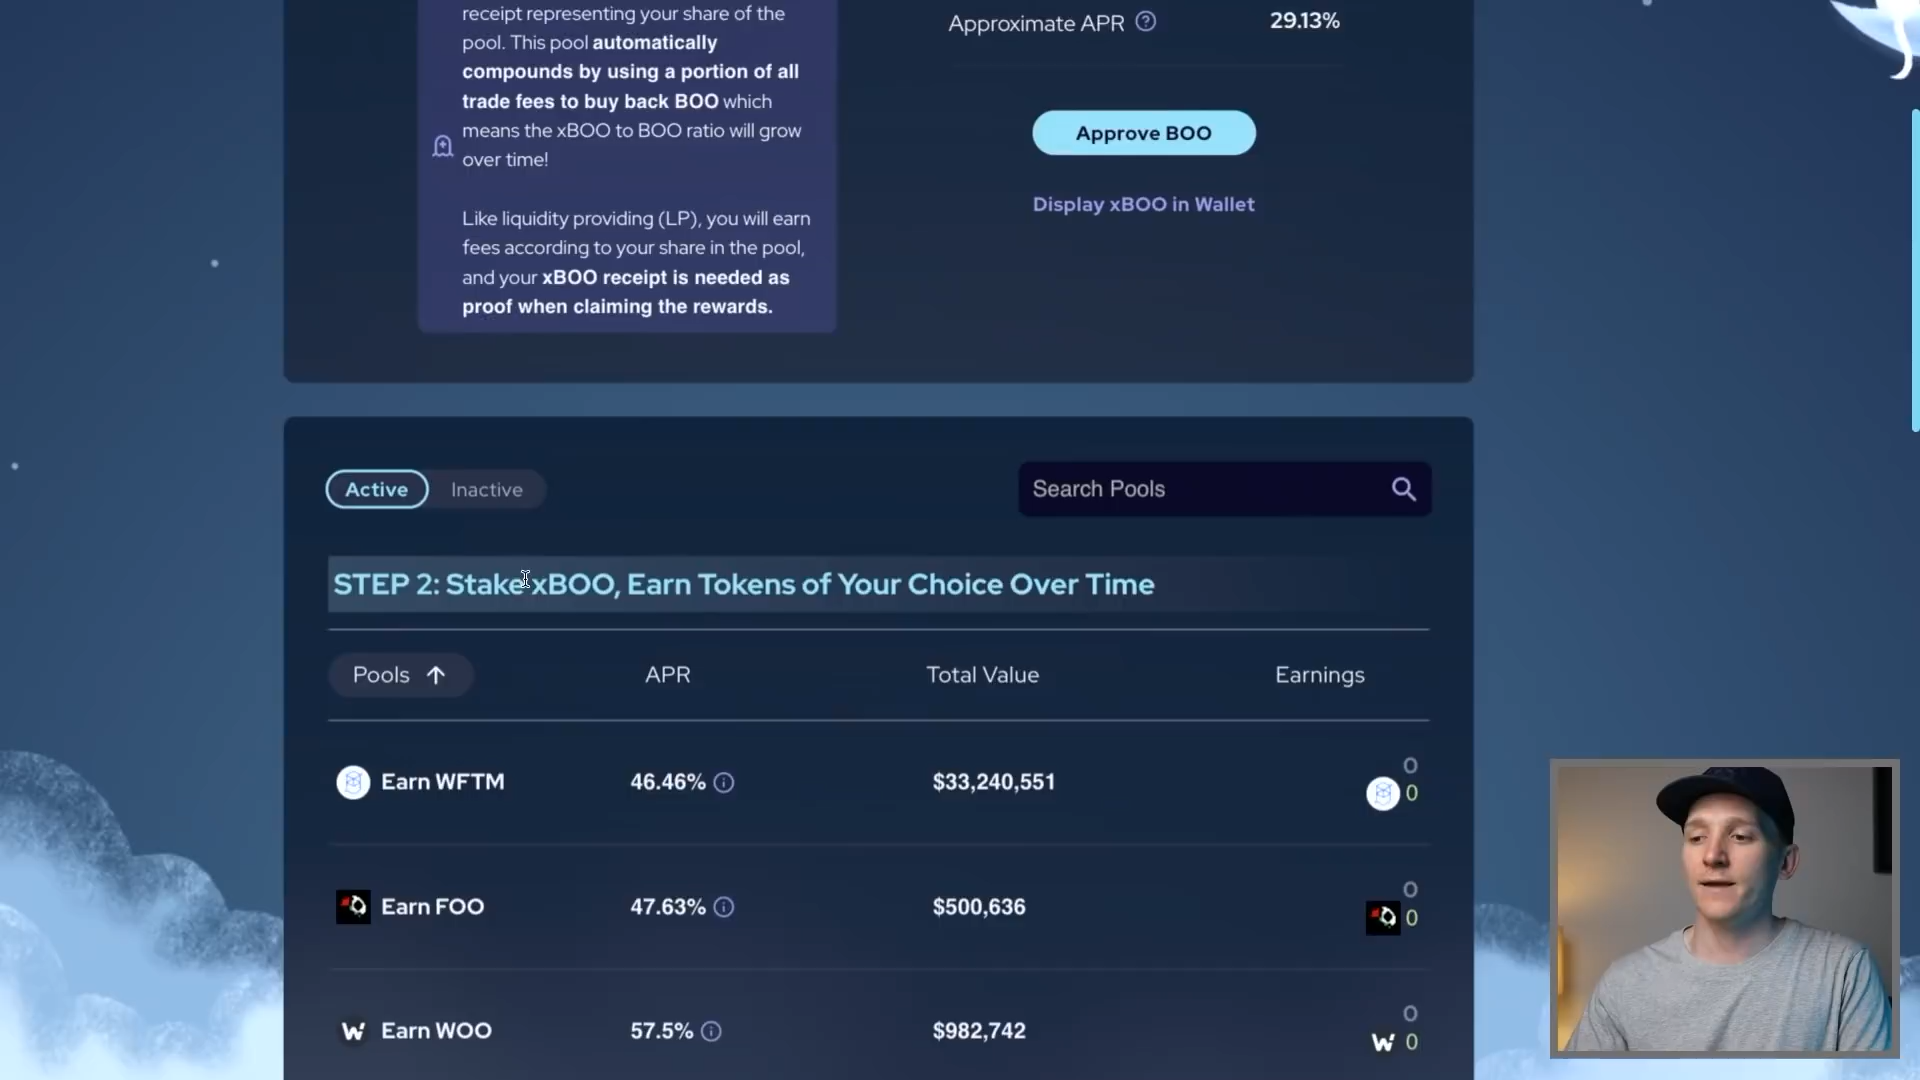 receipt representing your share of the
pool. This pool automatically
compounds by using a portion of all
trade fees to buy back BOO which
means the xBOO to BOO ratio will grow
over time!
Like liquidity providing (LP), you will earn
fees according to your share in the pool,
and your xBOO receipt is needed as
proof when claiming the rewards.
Approximate APR ? 29.13%
Approve BOO
Display xBOO in Wallet
Active Inactive
Search Pools
STEP 2: Stake xBOO, Earn Tokens of Your Choice Over Time
Pools ↑ APR Total Value Earnings
Earn WFTM 46.46% $33,240,551 0
0
Earn FOO 47.63% $500,636 0
0
Earn WOO 57.5% $982,742 0
0